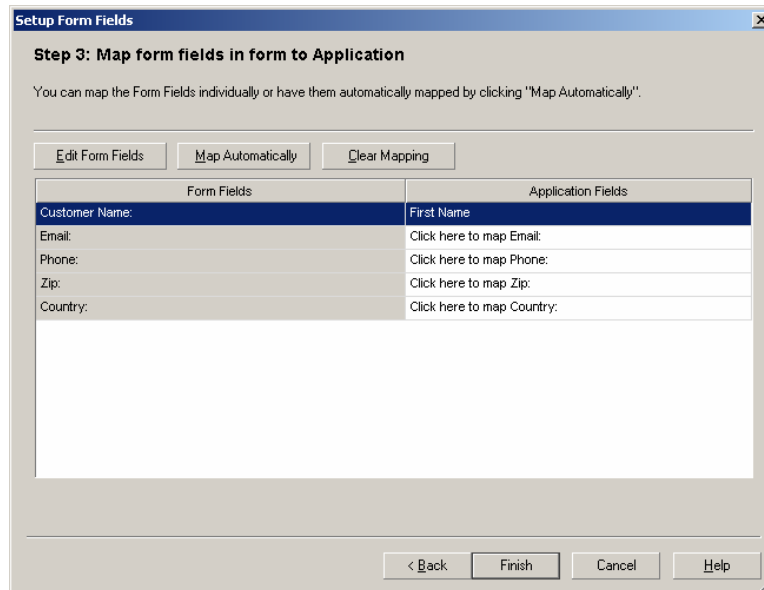 Setup Form Fields
Step 3: Map form fields in form to Application
You can map the Form Fields individually or have them automatically mapped by clicking "Map Automatically".
Edit Form Fields Map Automatically Clear Mapping
Form Fields Application Fields
Customer Name: First Name
Email: Click here to map Email:
Phone: Click here to map Phone:
Zip: Click here to map Zip:
Country: Click here to map Country:
< Back Finish Cancel Help